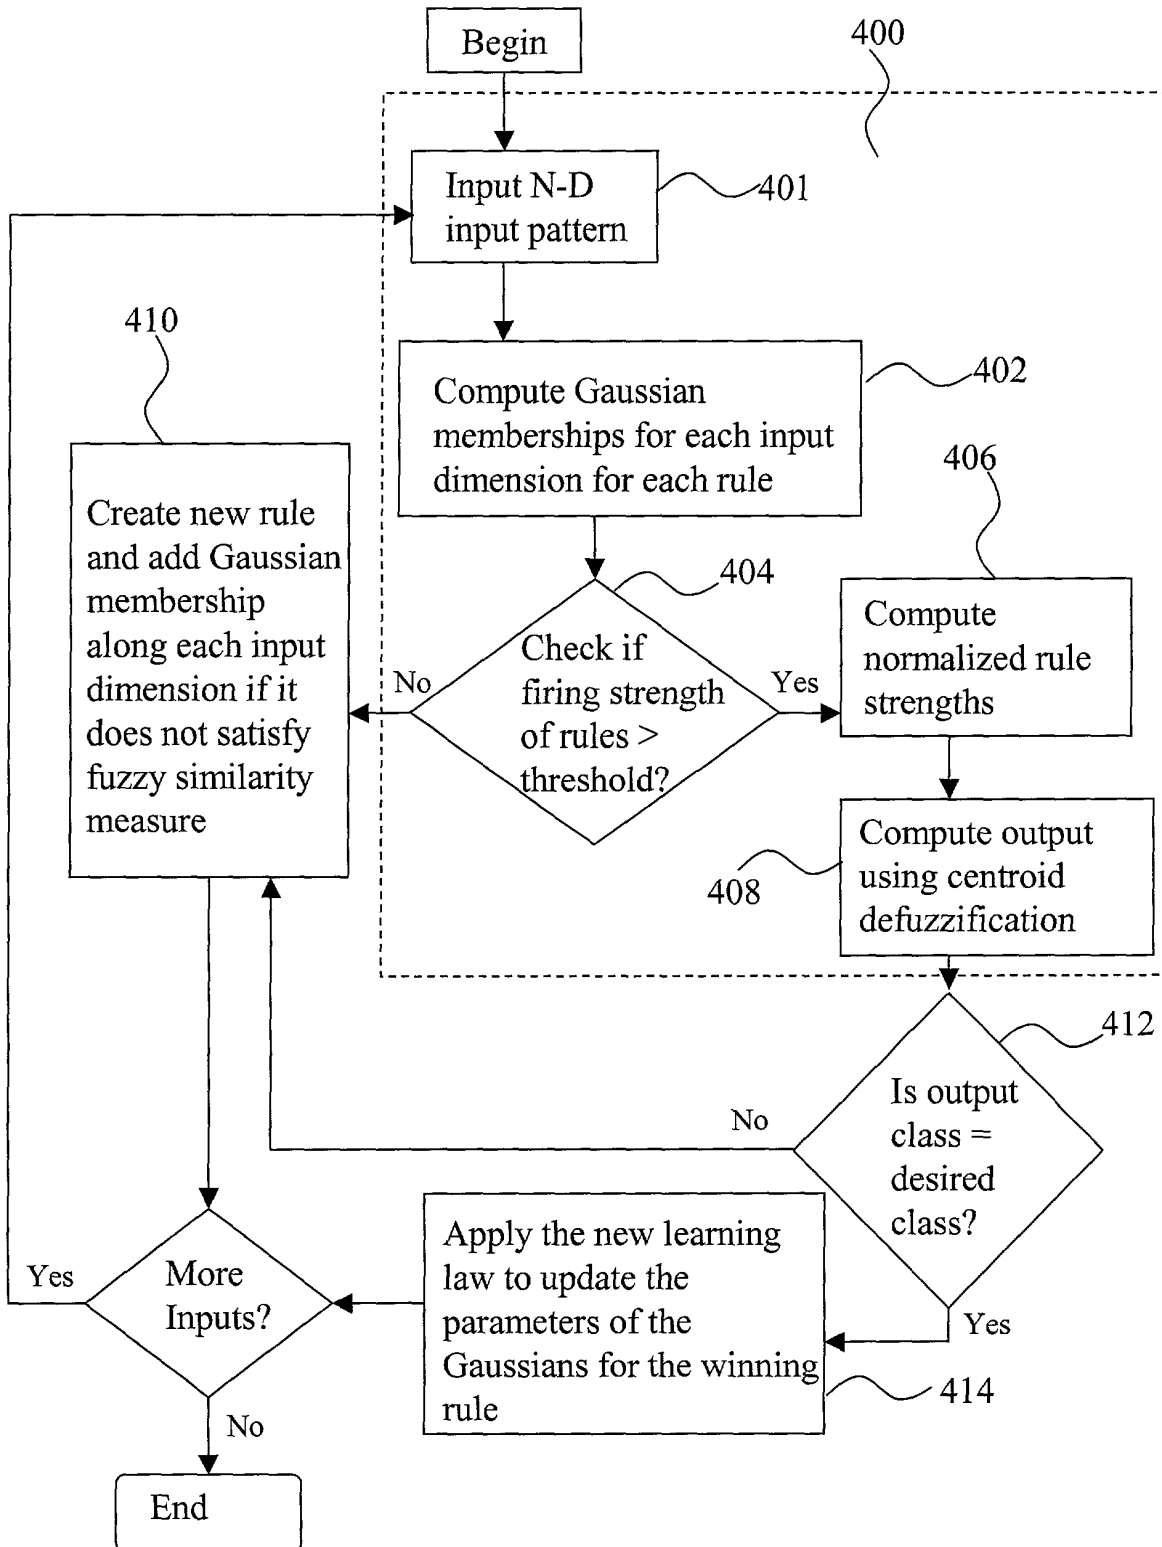 Begin
400
Input N-D
input pattern
401
410
Compute Gaussian
memberships for each input
dimension for each rule
402
406
Create new rule
and add Gaussian
membership
along each input
dimension if it
does not satisfy
fuzzy similarity
measure
404
Check if
firing strength
of rules >
threshold?
No
Yes
Compute
normalized rule
strengths
Compute output
using centroid
defuzzification
408
412
Is output
class =
desired
class?
No
Yes
Apply the new learning
law to update the
parameters of the
Gaussians for the winning
rule
414
More
Inputs?
Yes
No
End